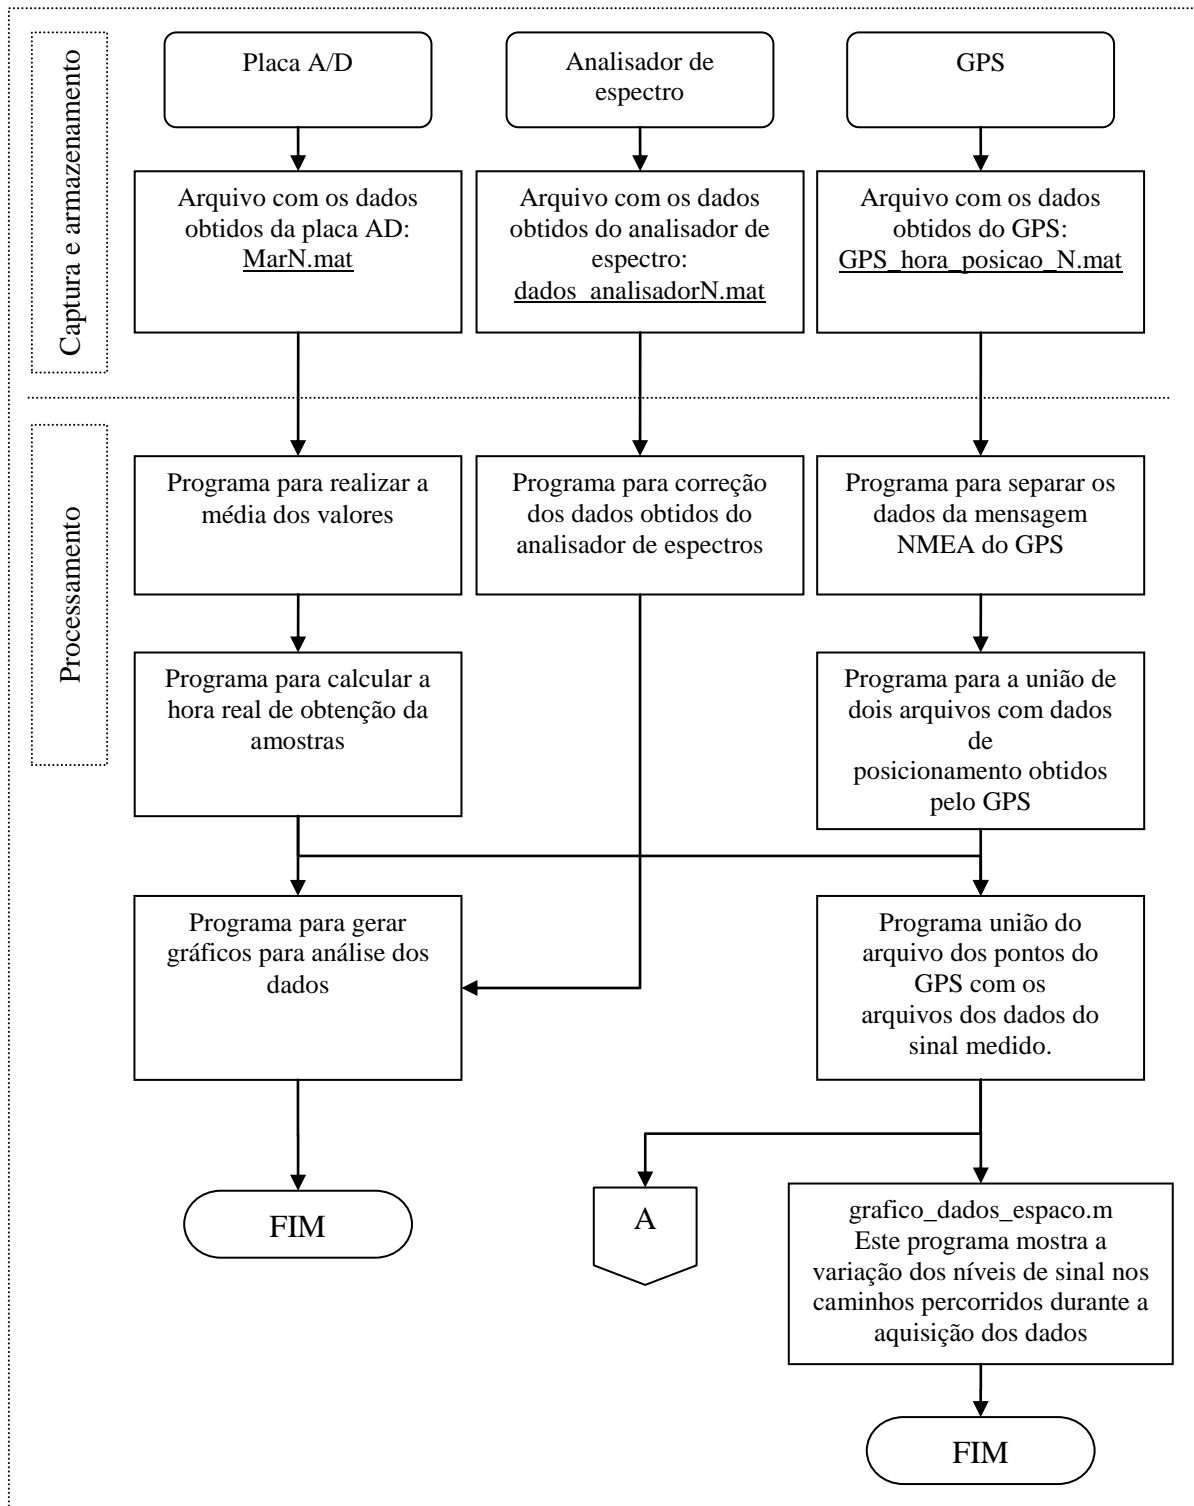 Captura e armazenamento
Placa A/D
Analisador de
espectro
GPS
Arquivo com os dados
obtidos da placa AD:
MarN.mat
Arquivo com os dados
obtidos do analisador de
espectro:
dados_analisadorN.mat
Arquivo com os dados
obtidos do GPS:
GPS_hora_posicao_N.mat
Processamento
Programa para realizar a
média dos valores
Programa para correção
dos dados obtidos do
analisador de espectros
Programa para separar os
dados da mensagem
NMEA do GPS
Programa para calcular a
hora real de obtenção da
amostras
Programa para a união de
dois arquivos com dados
de
posicionamento obtidos
pelo GPS
Programa para gerar
gráficos para análise dos
dados
Programa união do
arquivo dos pontos do
GPS com os
arquivos dos dados do
sinal medido.
FIM
A
grafico_dados_espaco.m
Este programa mostra a
variação dos níveis de sinal nos
caminhos percorridos durante a
aquisição dos dados
FIM